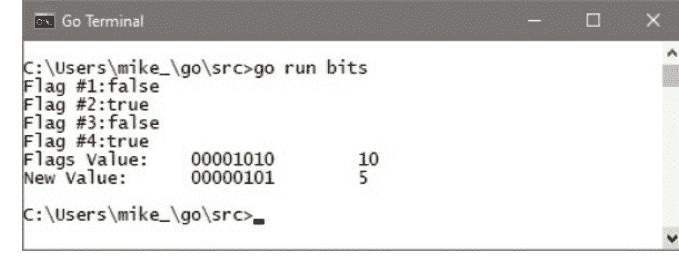 Go Terminal
C:\Users\mike_\go\src>go run bits
Flag #1:false
Flag #2:true
Flag #3:false
Flag #4:true
Flags Value: 00001010 10
New Value: 00000101 5
C:\Users\mike_\go\src>